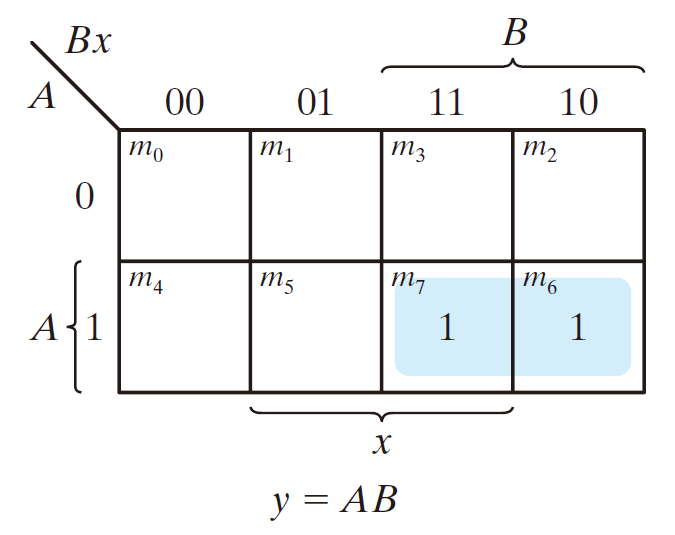 Bx
B
A
00 01 11 10
m₀ m₁ m₃ m₂
0
m₄ m₅ m₇ m₆
A 1 1 1
x
y = AB